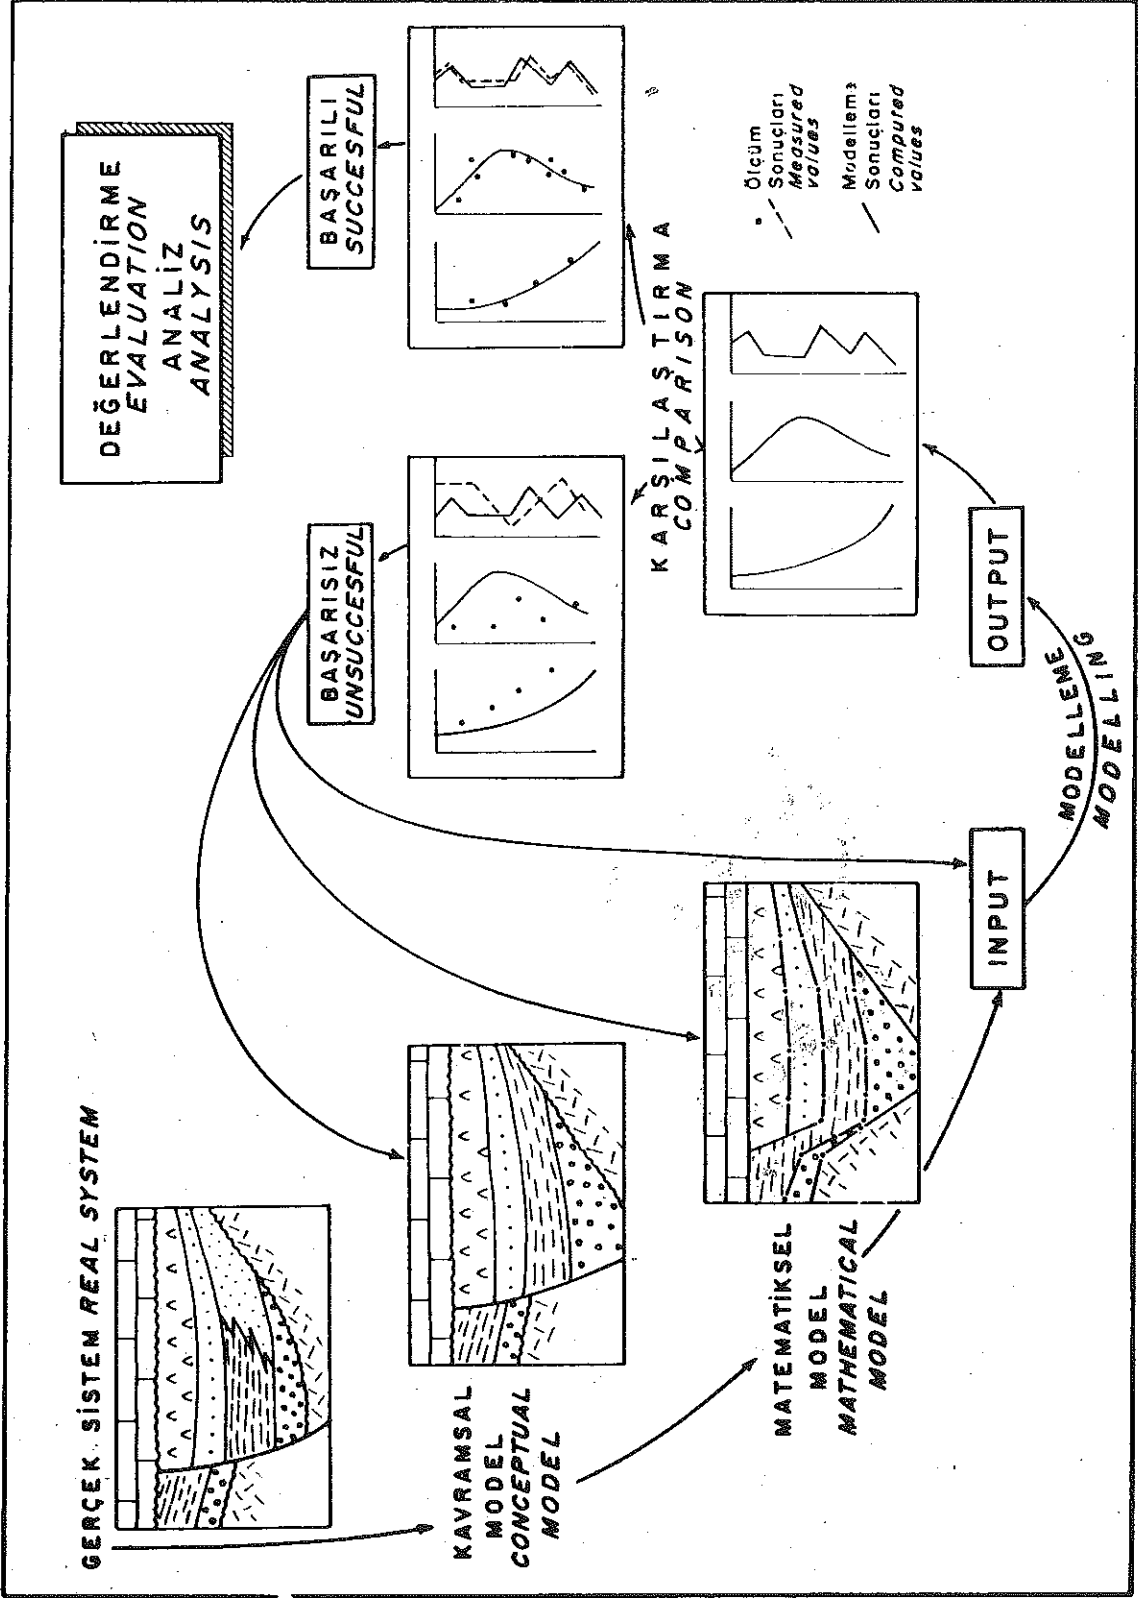 GERÇEK SİSTEM REAL SYSTEM
KAVRAMSAL
MODEL
CONCEPTUAL
MODEL
MATEMATİKSEL
MODEL
MATHEMATICAL
MODEL
INPUT
MODELLEME
MODELLING
OUTPUT
KARŞILAŞTIRMA
COMPARISON
BAŞARISIZ
UNSUCCESFUL
BAŞARILI
SUCCESFUL
DEĞERLENDİRME
EVALUATION
ANALİZ
ANALYSIS
Ölçüm
Sonuçları
Measured
values
Modelleme
Sonuçları
Computed
values